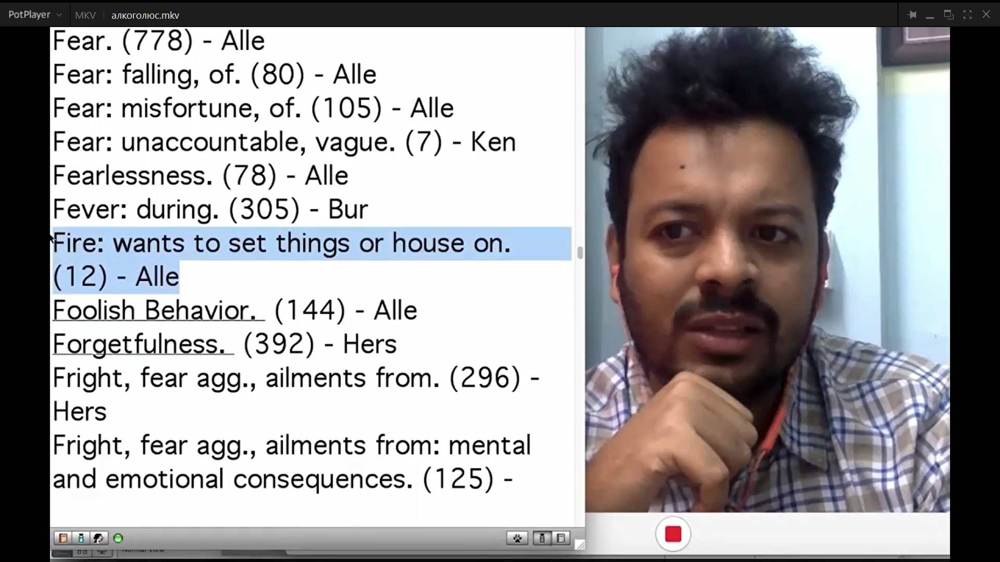 PotPlayer MKV алкоголюс.mkv
Fear. (778) - Alle
Fear: falling, of. (80) - Alle
Fear: misfortune, of. (105) - Alle
Fear: unaccountable, vague. (7) - Ken
Fearlessness. (78) - Alle
Fever: during. (305) - Bur
Fire: wants to set things or house on.
(12) - Alle
Foolish Behavior. (144) - Alle
Forgetfulness. (392) - Hers
Fright, fear agg., ailments from. (296) -
Hers
Fright, fear agg., ailments from: mental
and emotional consequences. (125) -
Normal View